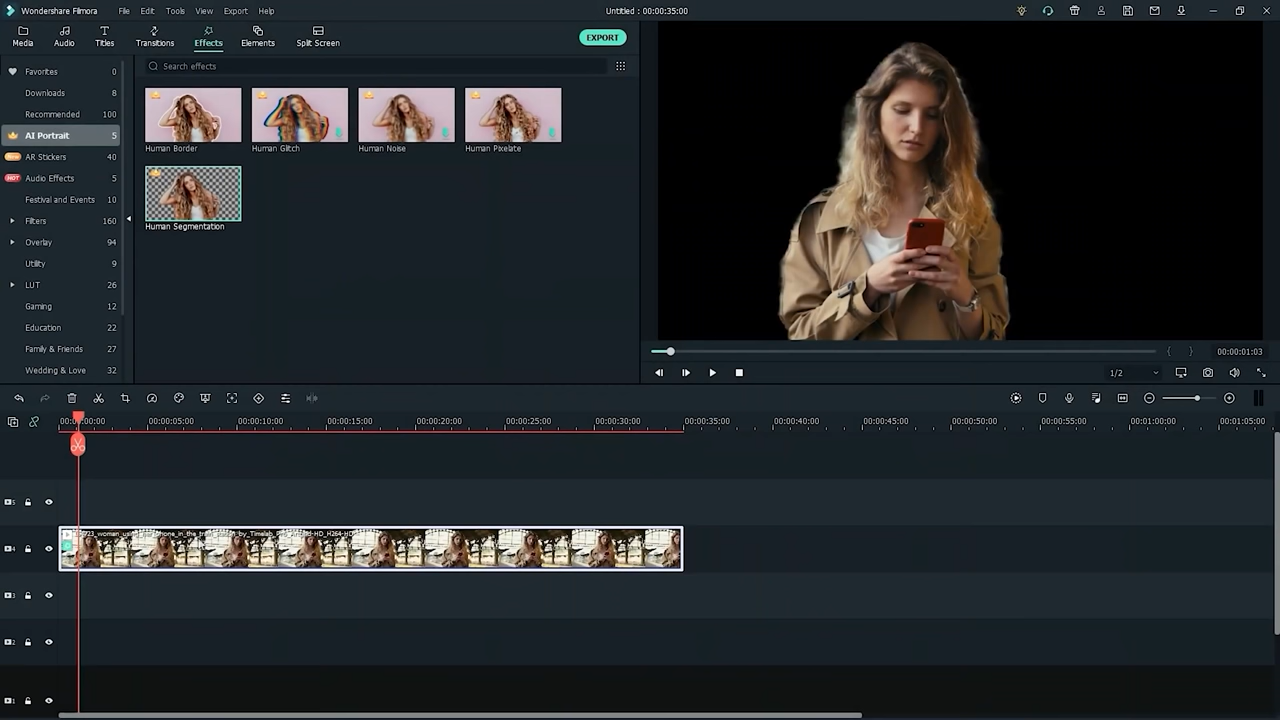 Wondershare Filmora File Edit View Tools Export Help Untitled : 00:00:35:00
Media Audio Titles Transitions Effects Elements Split Screen EXPORT
Search effects
Favorites 0
Downloads 8
Recommended 100
AI Portrait 5
AR Stickers 40
HOT Audio Effects 5
Festival and Events 10
Filters 160
Overlay 94
Utility 9
LUT 26
Gaming 12
Education 22
Family & Friends 27
Wedding & Love 32
Human Border Human Glitch Human Noise Human Pixelate
Human Segmentation
00:00:01:03
1/2
00:00:05:00 00:00:10:00 00:00:15:00 00:00:20:00 00:00:25:00 00:00:30:00 00:00:35:00 00:00:40:00 00:00:45:00 00:00:50:00 00:00:55:00 00:01:00:00 00:01:05:00
5
4
3
2
1